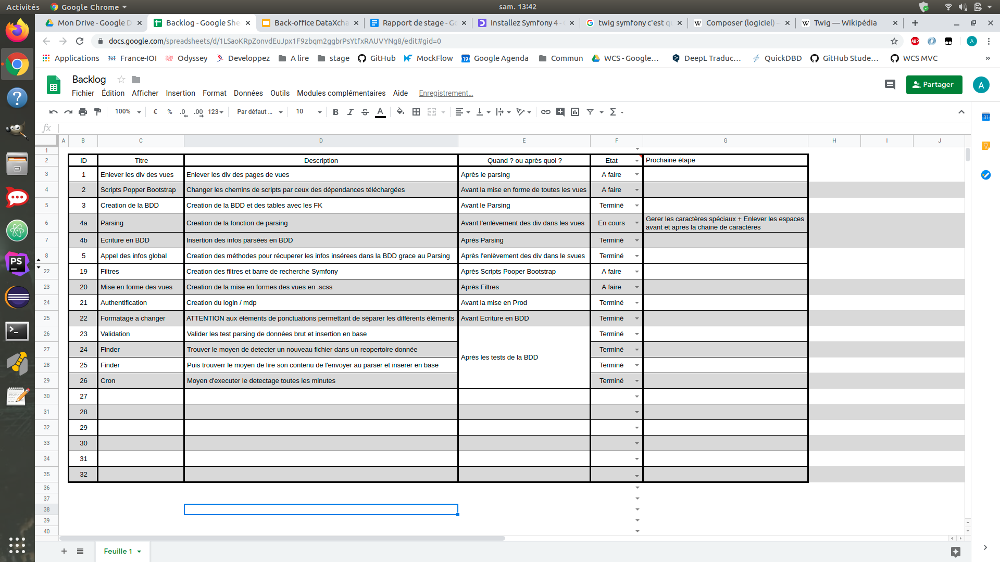 Activités Google Chrome sam. 13:42
Mon Drive - Google D Backlog - Google She Back-office DataXcha Rapport de stage - Go Installez Symfony 4 - twig symfony c'est q Composer (logiciel) – Twig — Wikipédia
docs.google.com/spreadsheets/d/1LSaoKRpZonvdEuJpx1F9zbqm2ggbrPsYtfxRAUVYNg8/edit#gid=0 ABP A
Applications France-IOI Odyssey Developpez A lire stage GitHub MockFlow 19 Google Agenda Commun WCS - Google... DeepL Traduc... QuickDBD GitHub Stude... WCS MVC »
Backlog Partager A
Fichier Édition Afficher Insertion Format Données Outils Modules complémentaires Aide Enregistrement...
100% € % .0 .00 123 Par défaut ... 10 B I S A Σ
fx
A B C D E F G H I J
1
2 ID Titre Description Quand ? ou après quoi ? Etat Prochaine étape
3 1 Enlever les div des vues Enlever les div des pages de vues Après le parsing A faire
4 2 Scripts Popper Bootstrap Changer les chemins de scripts par ceux des dépendances téléchargées Avant la mise en forme de toutes les vues A faire
5 3 Creation de la BDD Creation de la BDD et des tables avec les FK Avant le Parsing Terminé
6 4a Parsing Creation de la fonction de parsing Avant l'enlèvement des div dans les vues En cours Gerer les caractères spéciaux + Enlever les espaces
avant et apres la chaine de caractères
7 4b Ecriture en BDD Insertion des infos parsées en BDD Après Parsing Terminé
8 5 Appel des infos global Creation des méthodes pour récuperer les infos insérees dans la BDD grace au Parsing Après l'enlèvement des div dans le svues Terminé
22 19 Filtres Creation des filtres et barre de recherche Symfony Après Scripts Pooper Bootstrap A faire
23 20 Mise en forme des vues Creation de la mise en formes des vues en .scss Après Filtres A faire
24 21 Authentification Creation du login / mdp Avant la mise en Prod Terminé
25 22 Formatage a changer ATTENTION aux éléments de ponctuations permettant de séparer les différents éléments Avant Ecriture en BDD Terminé
26 23 Validation Valider les test parsing de données brut et insertion en base Terminé
27 24 Finder Trouver le moyen de detecter un nouveau fichier dans un reopertoire donnée Terminé
Après les tests de la BDD
28 25 Finder Puis trouverr le moyen de lire son contenu de l'envoyer au parser et inserer en base Terminé
29 26 Cron Moyen d'executer le detectage toutes les minutes Terminé
30 27
31 28
32 29
33 30
34 31
35 32
36
37
38
39
40
Feuille 1
31
PS